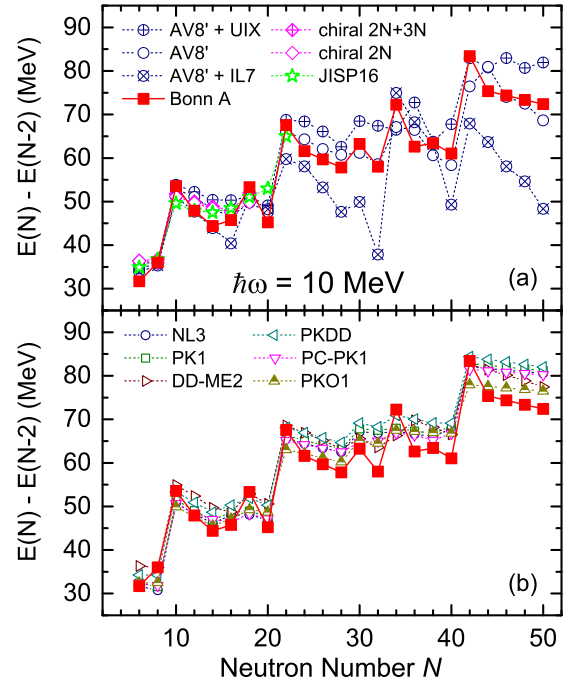 AV8' + UIX
chiral 2N+3N
AV8'
chiral 2N
AV8' + IL7
JISP16
Bonn A
E(N) - E(N-2) (MeV)
90
80
70
60
50
40
30
ħω = 10 MeV
(a)
NL3
PKDD
PK1
PC-PK1
DD-ME2
PKO1
E(N) - E(N-2) (MeV)
90
80
70
60
50
40
30
(b)
10 20 30 40 50
Neutron Number N